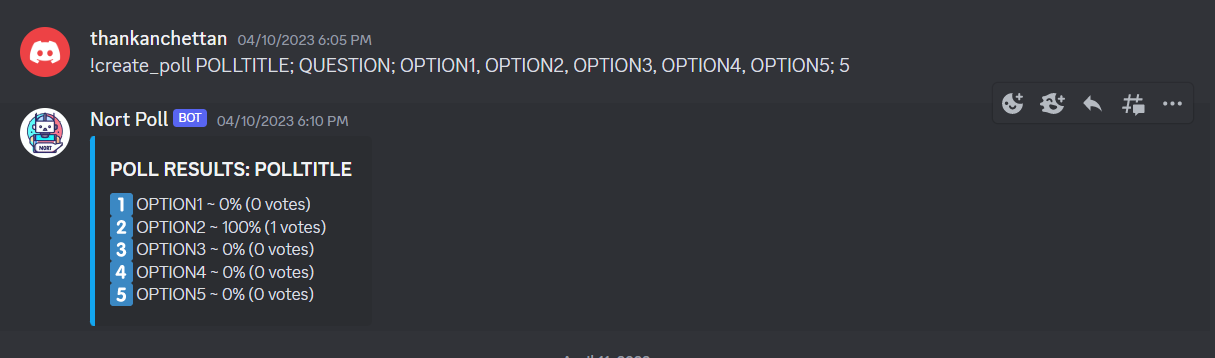 thankanchettan 04/10/2023 6:05 PM
!create_poll POLLTITLE; QUESTION; OPTION1, OPTION2, OPTION3, OPTION4, OPTION5; 5
Nort Poll BOT 04/10/2023 6:10 PM
NORT
POLL RESULTS: POLLTITLE
1 OPTION1 ~ 0% (0 votes)
2 OPTION2 ~ 100% (1 votes)
3 OPTION3 ~ 0% (0 votes)
4 OPTION4 ~ 0% (0 votes)
5 OPTION5 ~ 0% (0 votes)